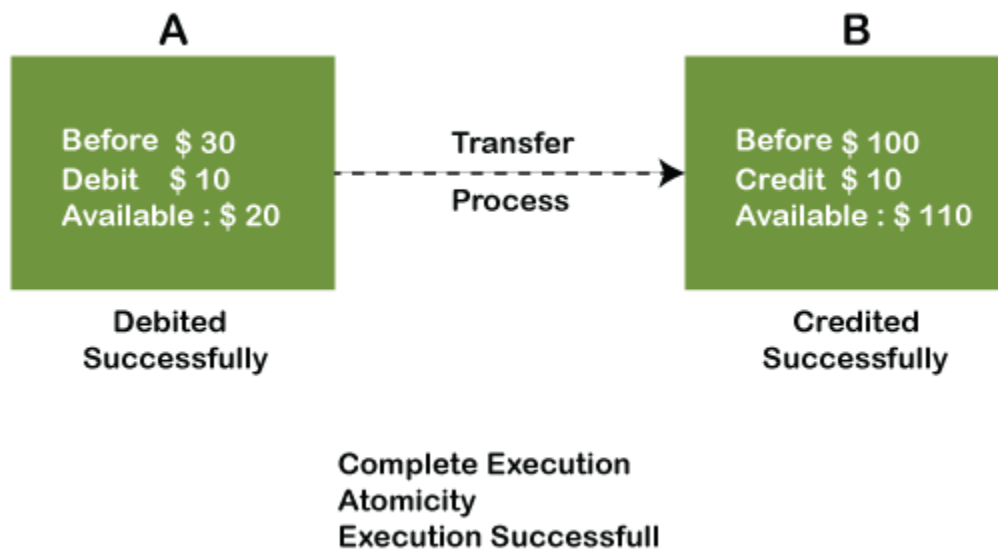 A
B
Before $ 30
Debit $ 10
Available : $ 20
Transfer
Process
Before $ 100
Credit $ 10
Available : $ 110
Debited
Successfully
Credited
Successfully
Complete Execution
Atomicity
Execution Successfull